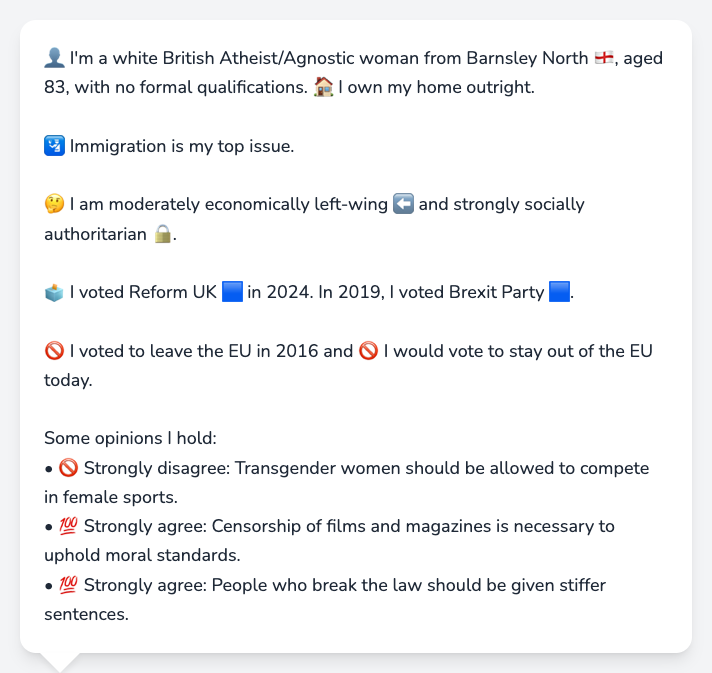 👤 I'm a white British Atheist/Agnostic woman from Barnsley North 🏴󠁧󠁢󠁥󠁮󠁧󠁿, aged
83, with no formal qualifications. 🏠 I own my home outright.
🛂 Immigration is my top issue.
🤔 I am moderately economically left-wing ⬅️ and strongly socially
authoritarian 🔒.
🗳️ I voted Reform UK 🟦 in 2024. In 2019, I voted Brexit Party 🟦.
🚫 I voted to leave the EU in 2016 and 🚫 I would vote to stay out of the EU
today.
Some opinions I hold:
• 🚫 Strongly disagree: Transgender women should be allowed to compete
in female sports.
• 💯 Strongly agree: Censorship of films and magazines is necessary to
uphold moral standards.
• 💯 Strongly agree: People who break the law should be given stiffer
sentences.